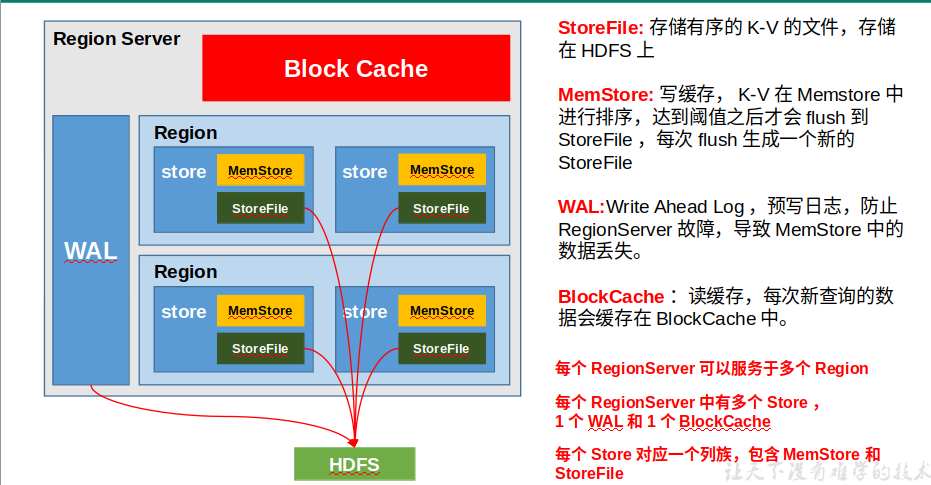 Region Server
Block Cache
WAL
Region
store
MemStore
StoreFile
store
MemStore
StoreFile
Region
store
MemStore
StoreFile
store
MemStore
StoreFile
HDFS
StoreFile: 存储有序的 K-V 的文件，存储
在 HDFS 上
MemStore: 写缓存， K-V 在 Memstore 中
进行排序，达到阈值之后才会 flush 到
StoreFile ，每次 flush 生成一个新的
StoreFile
WAL:Write Ahead Log ，预写日志，防止
RegionServer 故障，导致 MemStore 中的
数据丢失。
BlockCache ：读缓存，每次新查询的数
据会缓存在 BlockCache 中。
每个 RegionServer 可以服务于多个 Region
每个 RegionServer 中有多个 Store ，
1 个 WAL 和 1 个 BlockCache
每个 Store 对应一个列族，包含 MemStore 和
StoreFile
让天下没有难学的技术